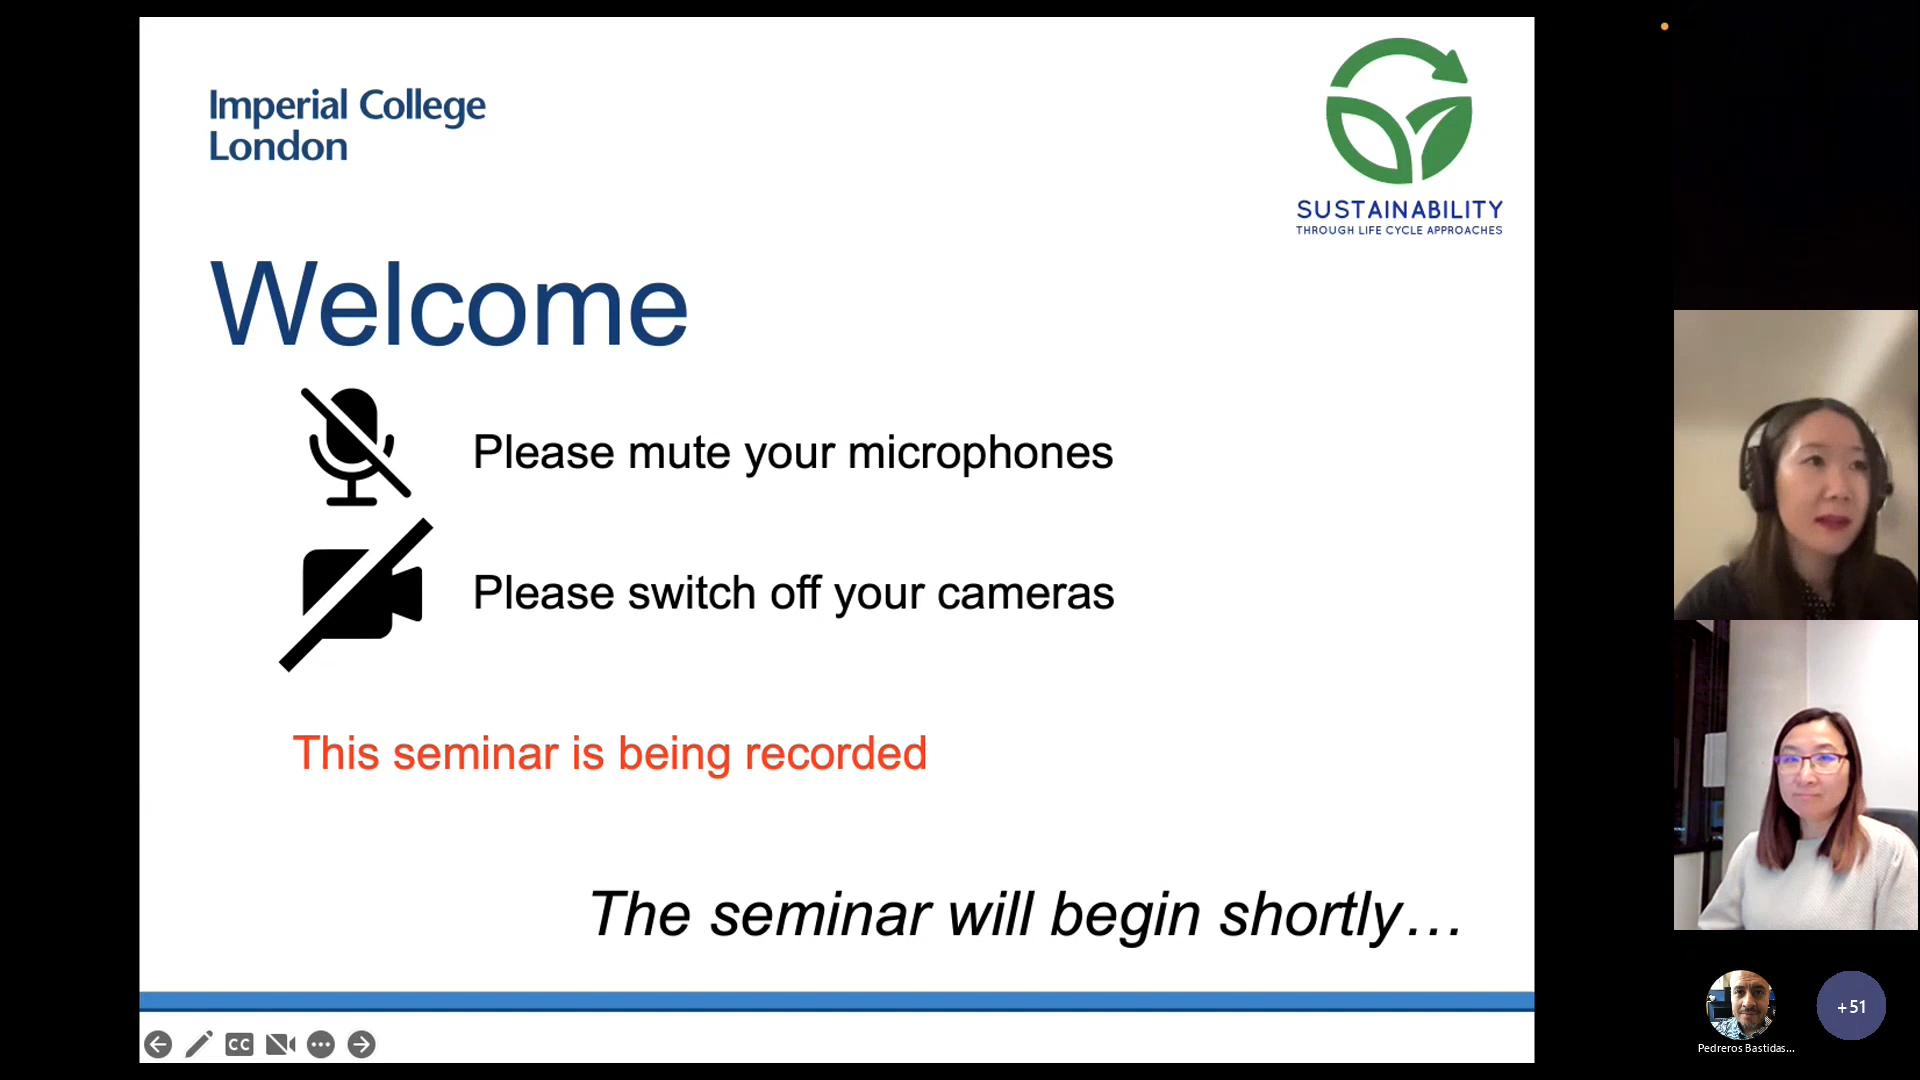 Imperial College
London
SUSTAINABILITY
THROUGH LIFE CYCLE APPROACHES
Welcome
Please mute your microphones
Please switch off your cameras
This seminar is being recorded
The seminar will begin shortly…
CC
Pedreros Bastidas...
+51